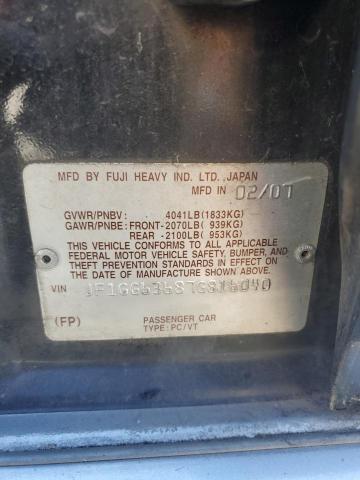 MFD BY FUJI HEAVY IND. LTD., JAPAN
MFD IN 02/07
GVWR/PNBV : 4041LB(1833KG)
GAWR/PNBE: FRONT-2070LB( 939KG)
REAR -2100LB( 953KG)
THIS VEHICLE CONFORMS TO ALL APPLICABLE
FEDERAL MOTOR VEHICLE SAFETY, BUMPER, AND
THEFT PREVENTION STANDARDS IN EFFECT ON
THE DATE OF MANUFACTURE SHOWN ABOVE
VIN JF1GG63687G816040
(FP)
PASSENGER CAR
TYPE: PC/VT